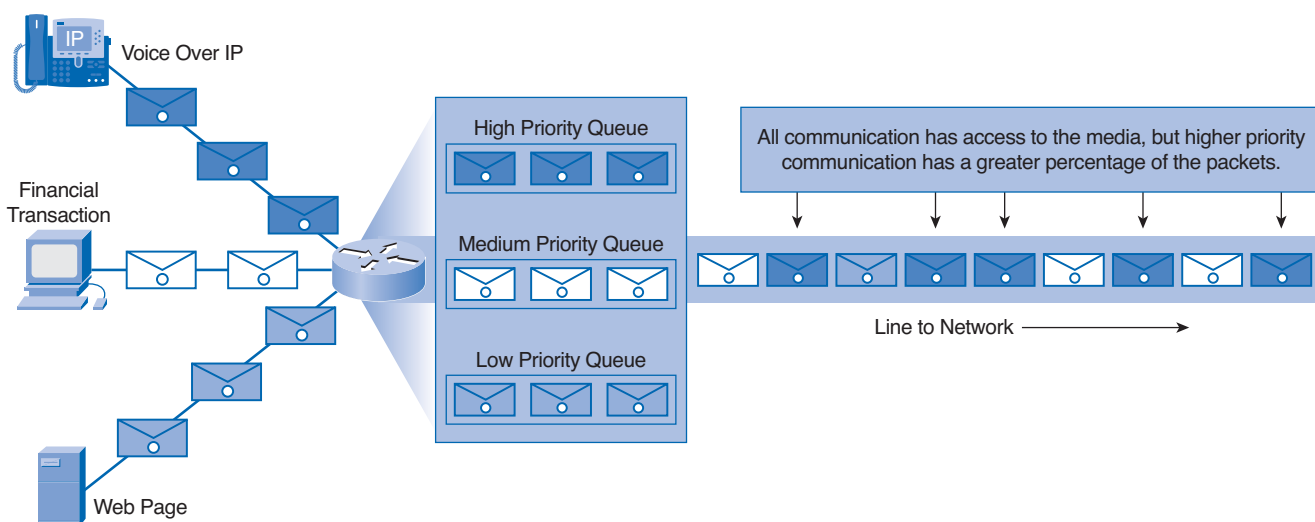 IP
Voice Over IP
Financial
Transaction
Web Page
High Priority Queue
Medium Priority Queue
Low Priority Queue
All communication has access to the media, but higher priority
communication has a greater percentage of the packets.
Line to Network